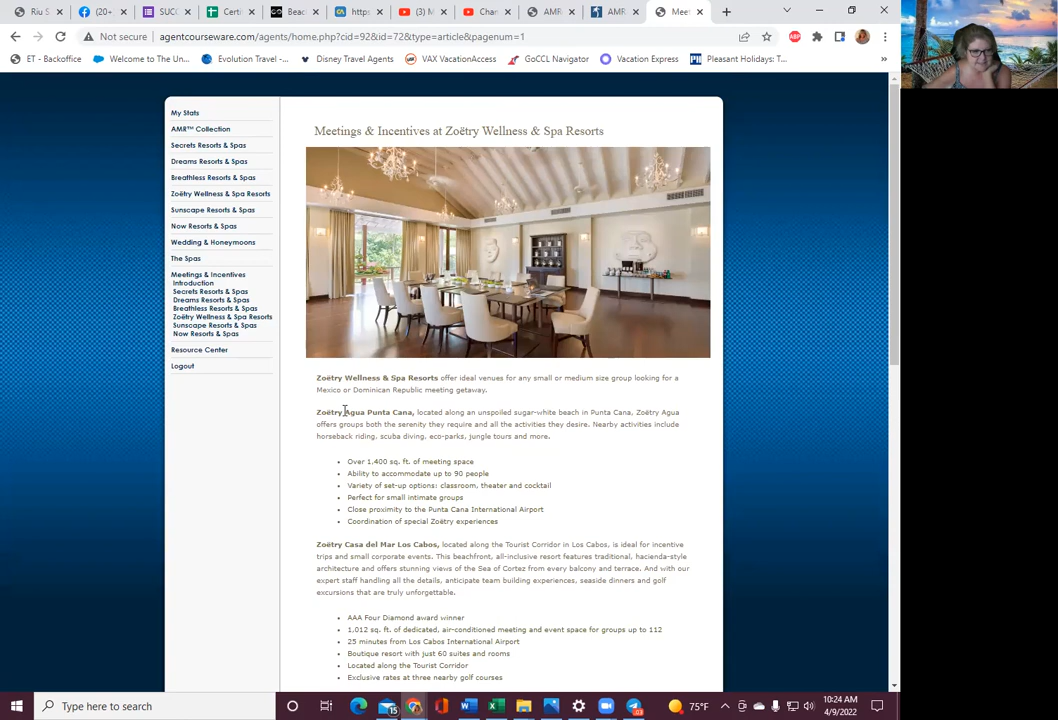 Riu S
(20+
SUCC
Certi
Beac
https
(3) M
Chan
AMR
AMR
Meet
Not secure
agentcourseware.com/agents/home.php?cid=92&id=72&type=article&pagenum=1
ET - Backoffice
Welcome to The Un...
Evolution Travel -...
Disney Travel Agents
VAX VacationAccess
GoCCL Navigator
Vacation Express
Pleasant Holidays: T...
My Stats
AMR™ Collection
Secrets Resorts & Spas
Dreams Resorts & Spas
Breathless Resorts & Spas
Zoëtry Wellness & Spa Resorts
Sunscape Resorts & Spas
Now Resorts & Spas
Wedding & Honeymoons
The Spas
Meetings & Incentives
Introduction
Secrets Resorts & Spas
Dreams Resorts & Spas
Breathless Resorts & Spas
Zoëtry Wellness & Spa Resorts
Sunscape Resorts & Spas
Now Resorts & Spas
Resource Center
Logout
Meetings & Incentives at Zoëtry Wellness & Spa Resorts
Zoëtry Wellness & Spa Resorts offer ideal venues for any small or medium size group looking for a
Mexico or Dominican Republic meeting getaway.
Zoëtry Agua Punta Cana, located along an unspoiled sugar-white beach in Punta Cana, Zoëtry Agua
offers groups both the serenity they require and all the activities they desire. Nearby activities include
horseback riding, scuba diving, eco-parks, jungle tours and more.
• Over 1,400 sq. ft. of meeting space
• Ability to accommodate up to 90 people
• Variety of set-up options: classroom, theater and cocktail
• Perfect for small intimate groups
• Close proximity to the Punta Cana International Airport
• Coordination of special Zoëtry experiences
Zoëtry Casa del Mar Los Cabos, located along the Tourist Corridor in Los Cabos, is ideal for incentive
trips and small corporate events. This beachfront, all-inclusive resort features traditional, hacienda-style
architecture and offers stunning views of the Sea of Cortez from every balcony and terrace. And with our
expert staff handling all the details, anticipate team building experiences, seaside dinners and golf
excursions that are truly unforgettable.
• AAA Four Diamond award winner
• 1,012 sq. ft. of dedicated, air-conditioned meeting and event space for groups up to 112
• 25 minutes from Los Cabos International Airport
• Boutique resort with just 60 suites and rooms
• Located along the Tourist Corridor
• Exclusive rates at three nearby golf courses
Type here to search
15
75°F
10:24 AM
4/9/2022